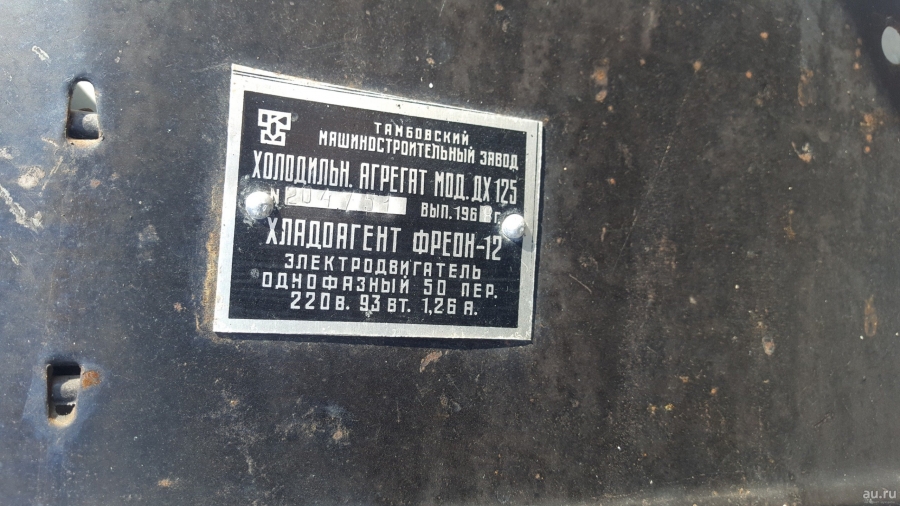 ТАМБОВСКИЙ
МАШИНОСТРОИТЕЛЬНЫЙ ЗАВОД
ХОЛОДИЛЬН. АГРЕГАТ МОД. ДХ 125
N
ВЫП. 196 г.
ХЛАДОАГЕНТ ФРЕОН-12
ЭЛЕКТРОДВИГАТЕЛЬ
ОДНОФАЗНЫЙ 50 ПЕР.
220 В. 93 ВТ. 1,26 А.
au.ru